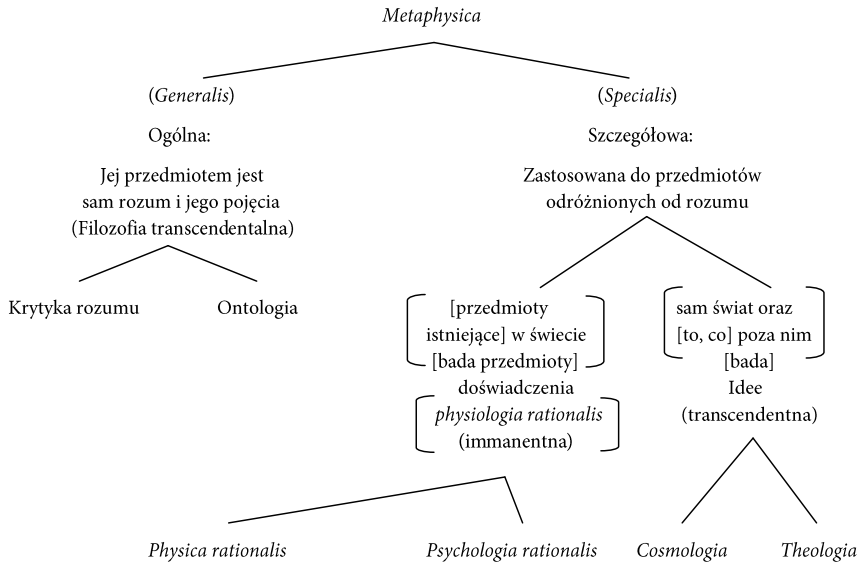 Metaphysica
(Generalis)
Ogólna:
Jej przedmiotem jest
sam rozum i jego pojęcia
(Filozofia transcendentalna)
Krytyka rozumu
Ontologia
(Specialis)
Szczegółowa:
Zastosowana do przedmiotów
odróżnionych od rozumu
[przedmioty
istniejące] w świecie
[bada przedmioty]
doświadczenia
physiologia rationalis
(immanentna)
sam świat oraz
[to, co] poza nim
[bada]
Idee
(transcendentna)
Physica rationalis
Psychologia rationalis
Cosmologia
Theologia